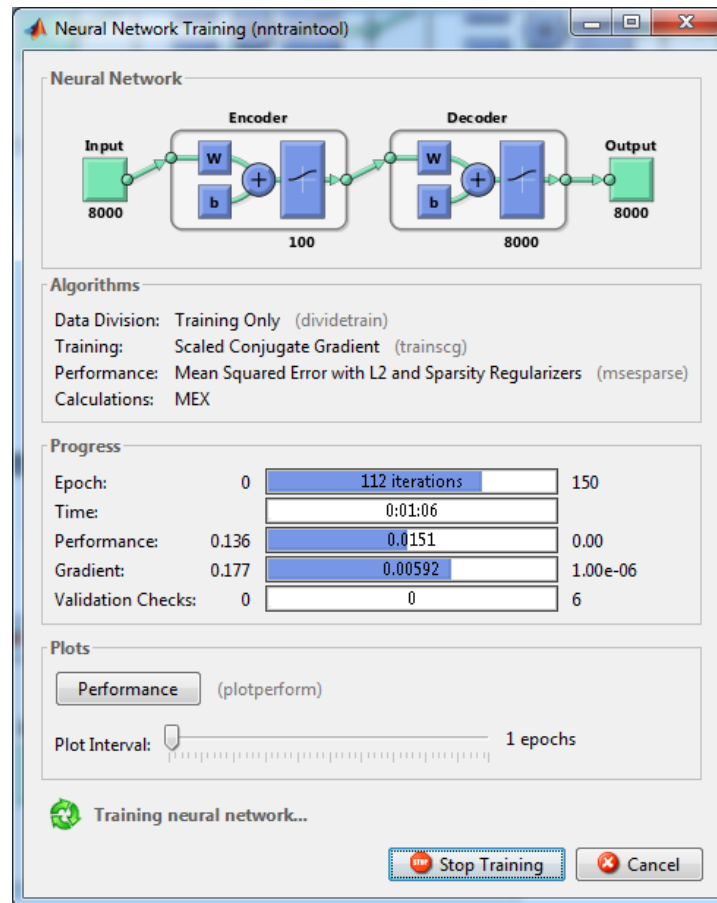 Neural Network Training (nntraintool)
Neural Network
Encoder
Decoder
Input
W
b
+
W
b
+
Output
8000
100
8000
8000
Algorithms
Data Division: Training Only (dividetrain)
Training: Scaled Conjugate Gradient (trainscg)
Performance: Mean Squared Error with L2 and Sparsity Regularizers (msesparse)
Calculations: MEX
Progress
Epoch: 0 112 iterations 150
Time: 0:01:06
Performance: 0.136 0.0151 0.00
Gradient: 0.177 0.00592 1.00e-06
Validation Checks: 0 0 6
Plots
Performance (plotperform)
Plot Interval: 1 epochs
Training neural network...
STOP Stop Training Cancel